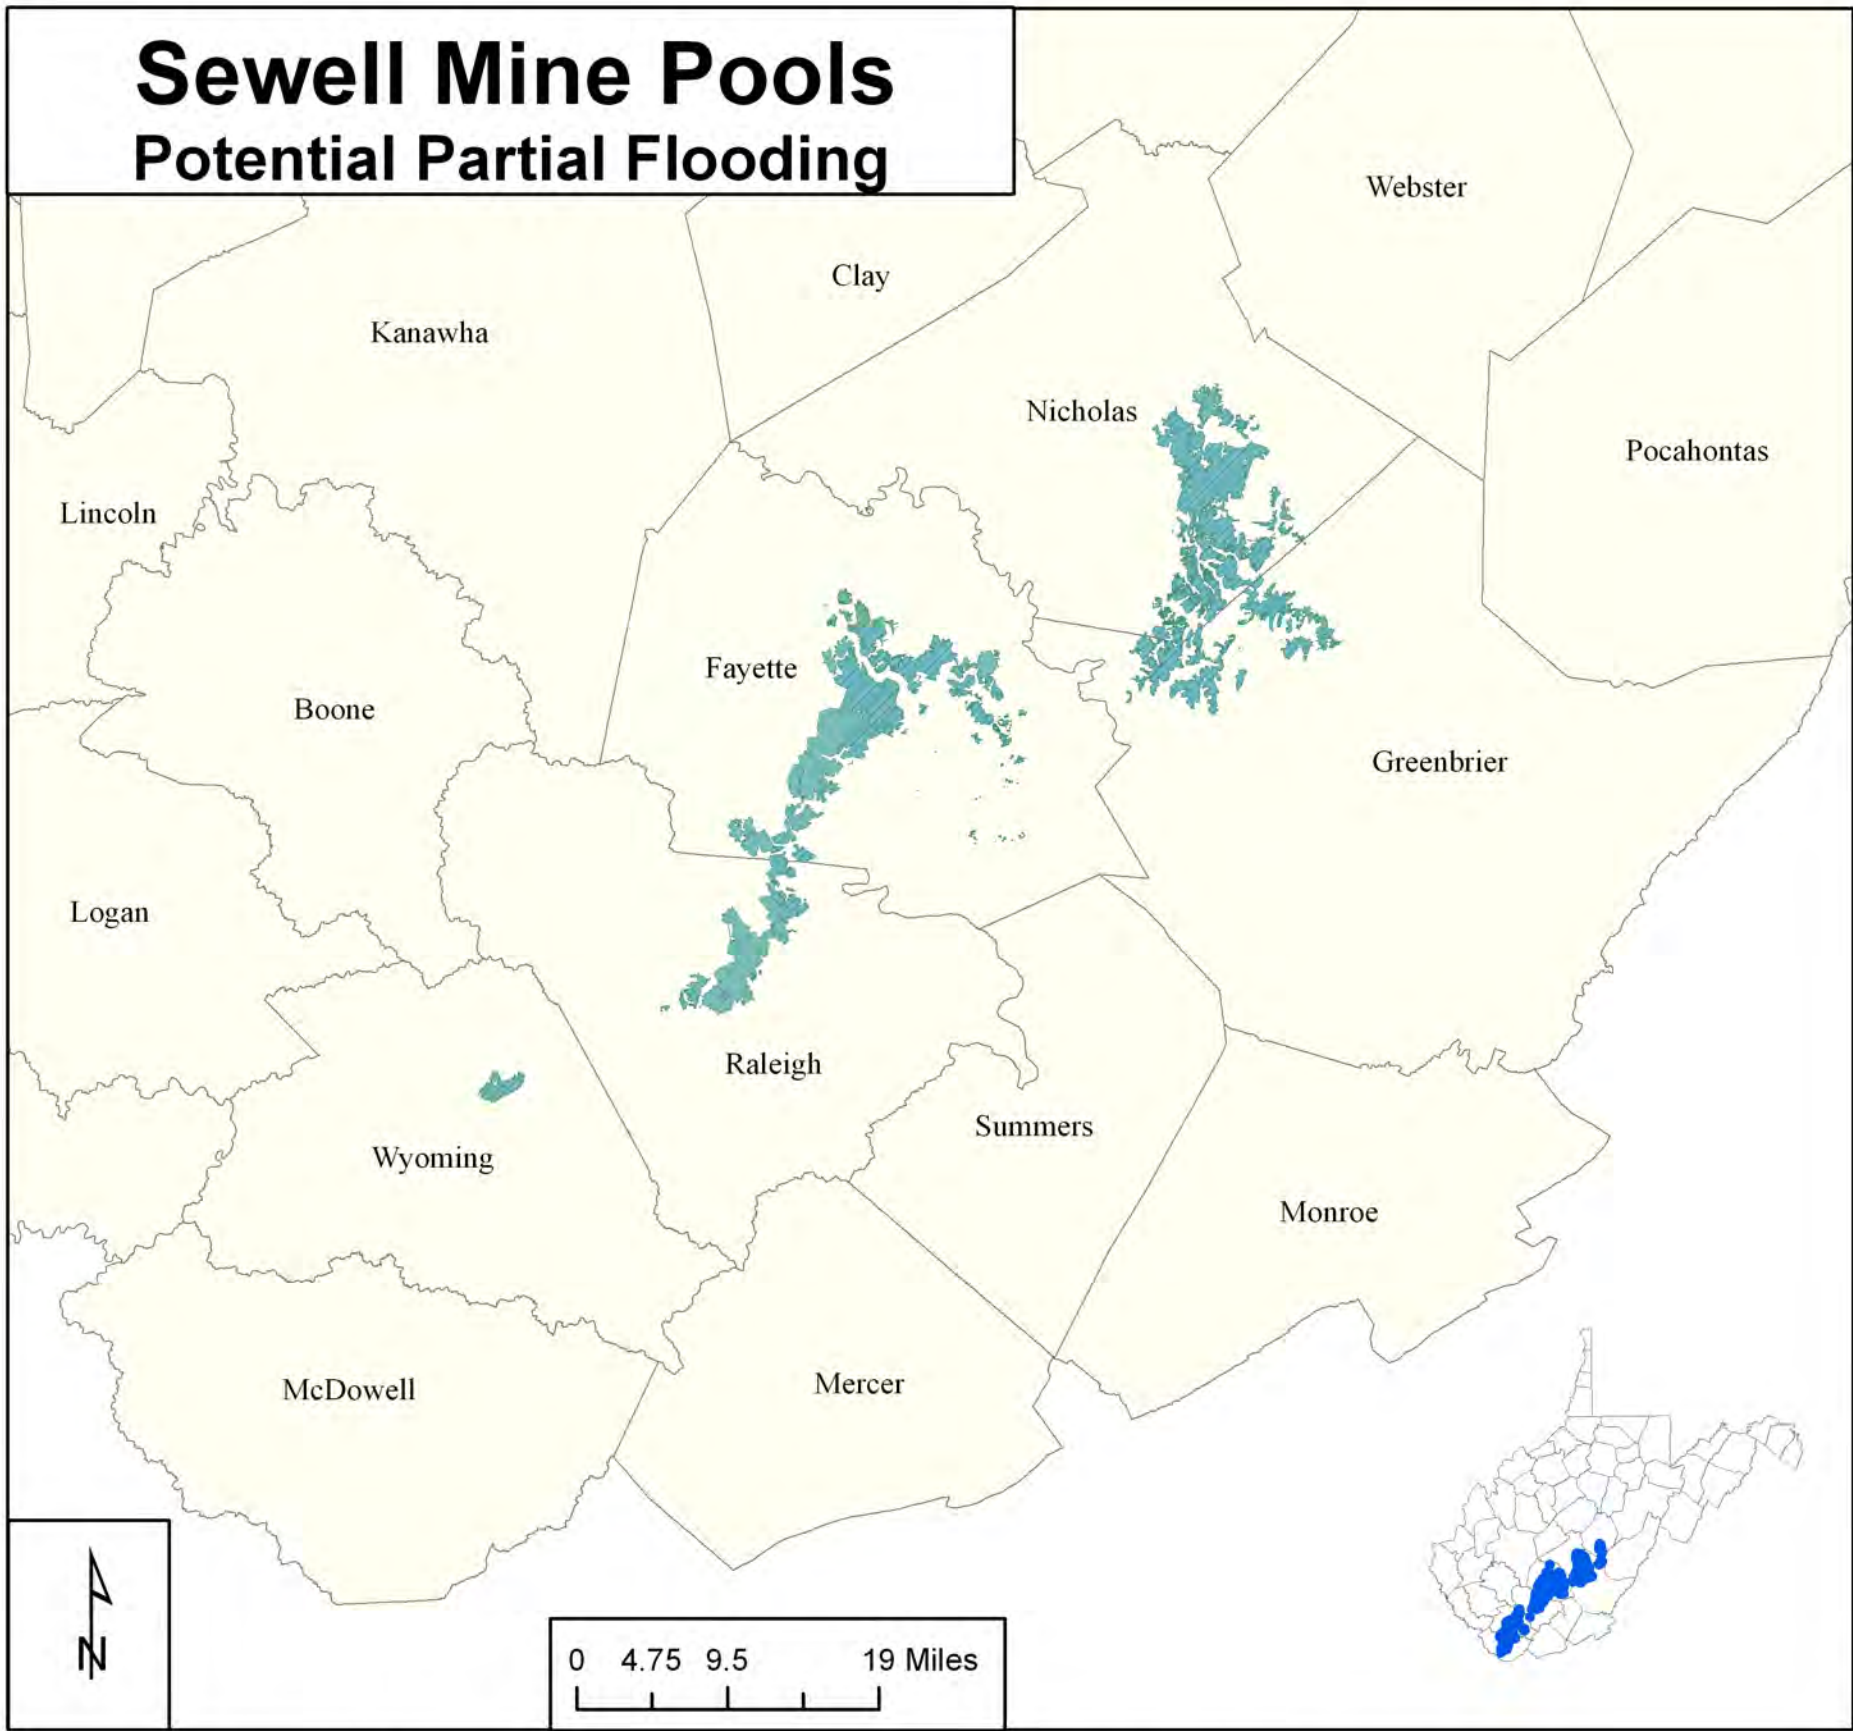 Sewell Mine Pools
Potential Partial Flooding
Webster
Clay
Kanawha
Nicholas
Pocahontas
Lincoln
Fayette
Boone
Greenbrier
Logan
Raleigh
Summers
Wyoming
Monroe
McDowell
Mercer
N
0 4.75 9.5 19 Miles